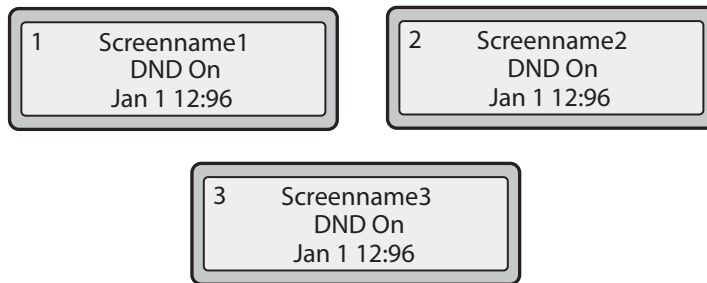 1 Screenname1
DND On
Jan 1 12:96
2 Screenname2
DND On
Jan 1 12:96
3 Screenname3
DND On
Jan 1 12:96